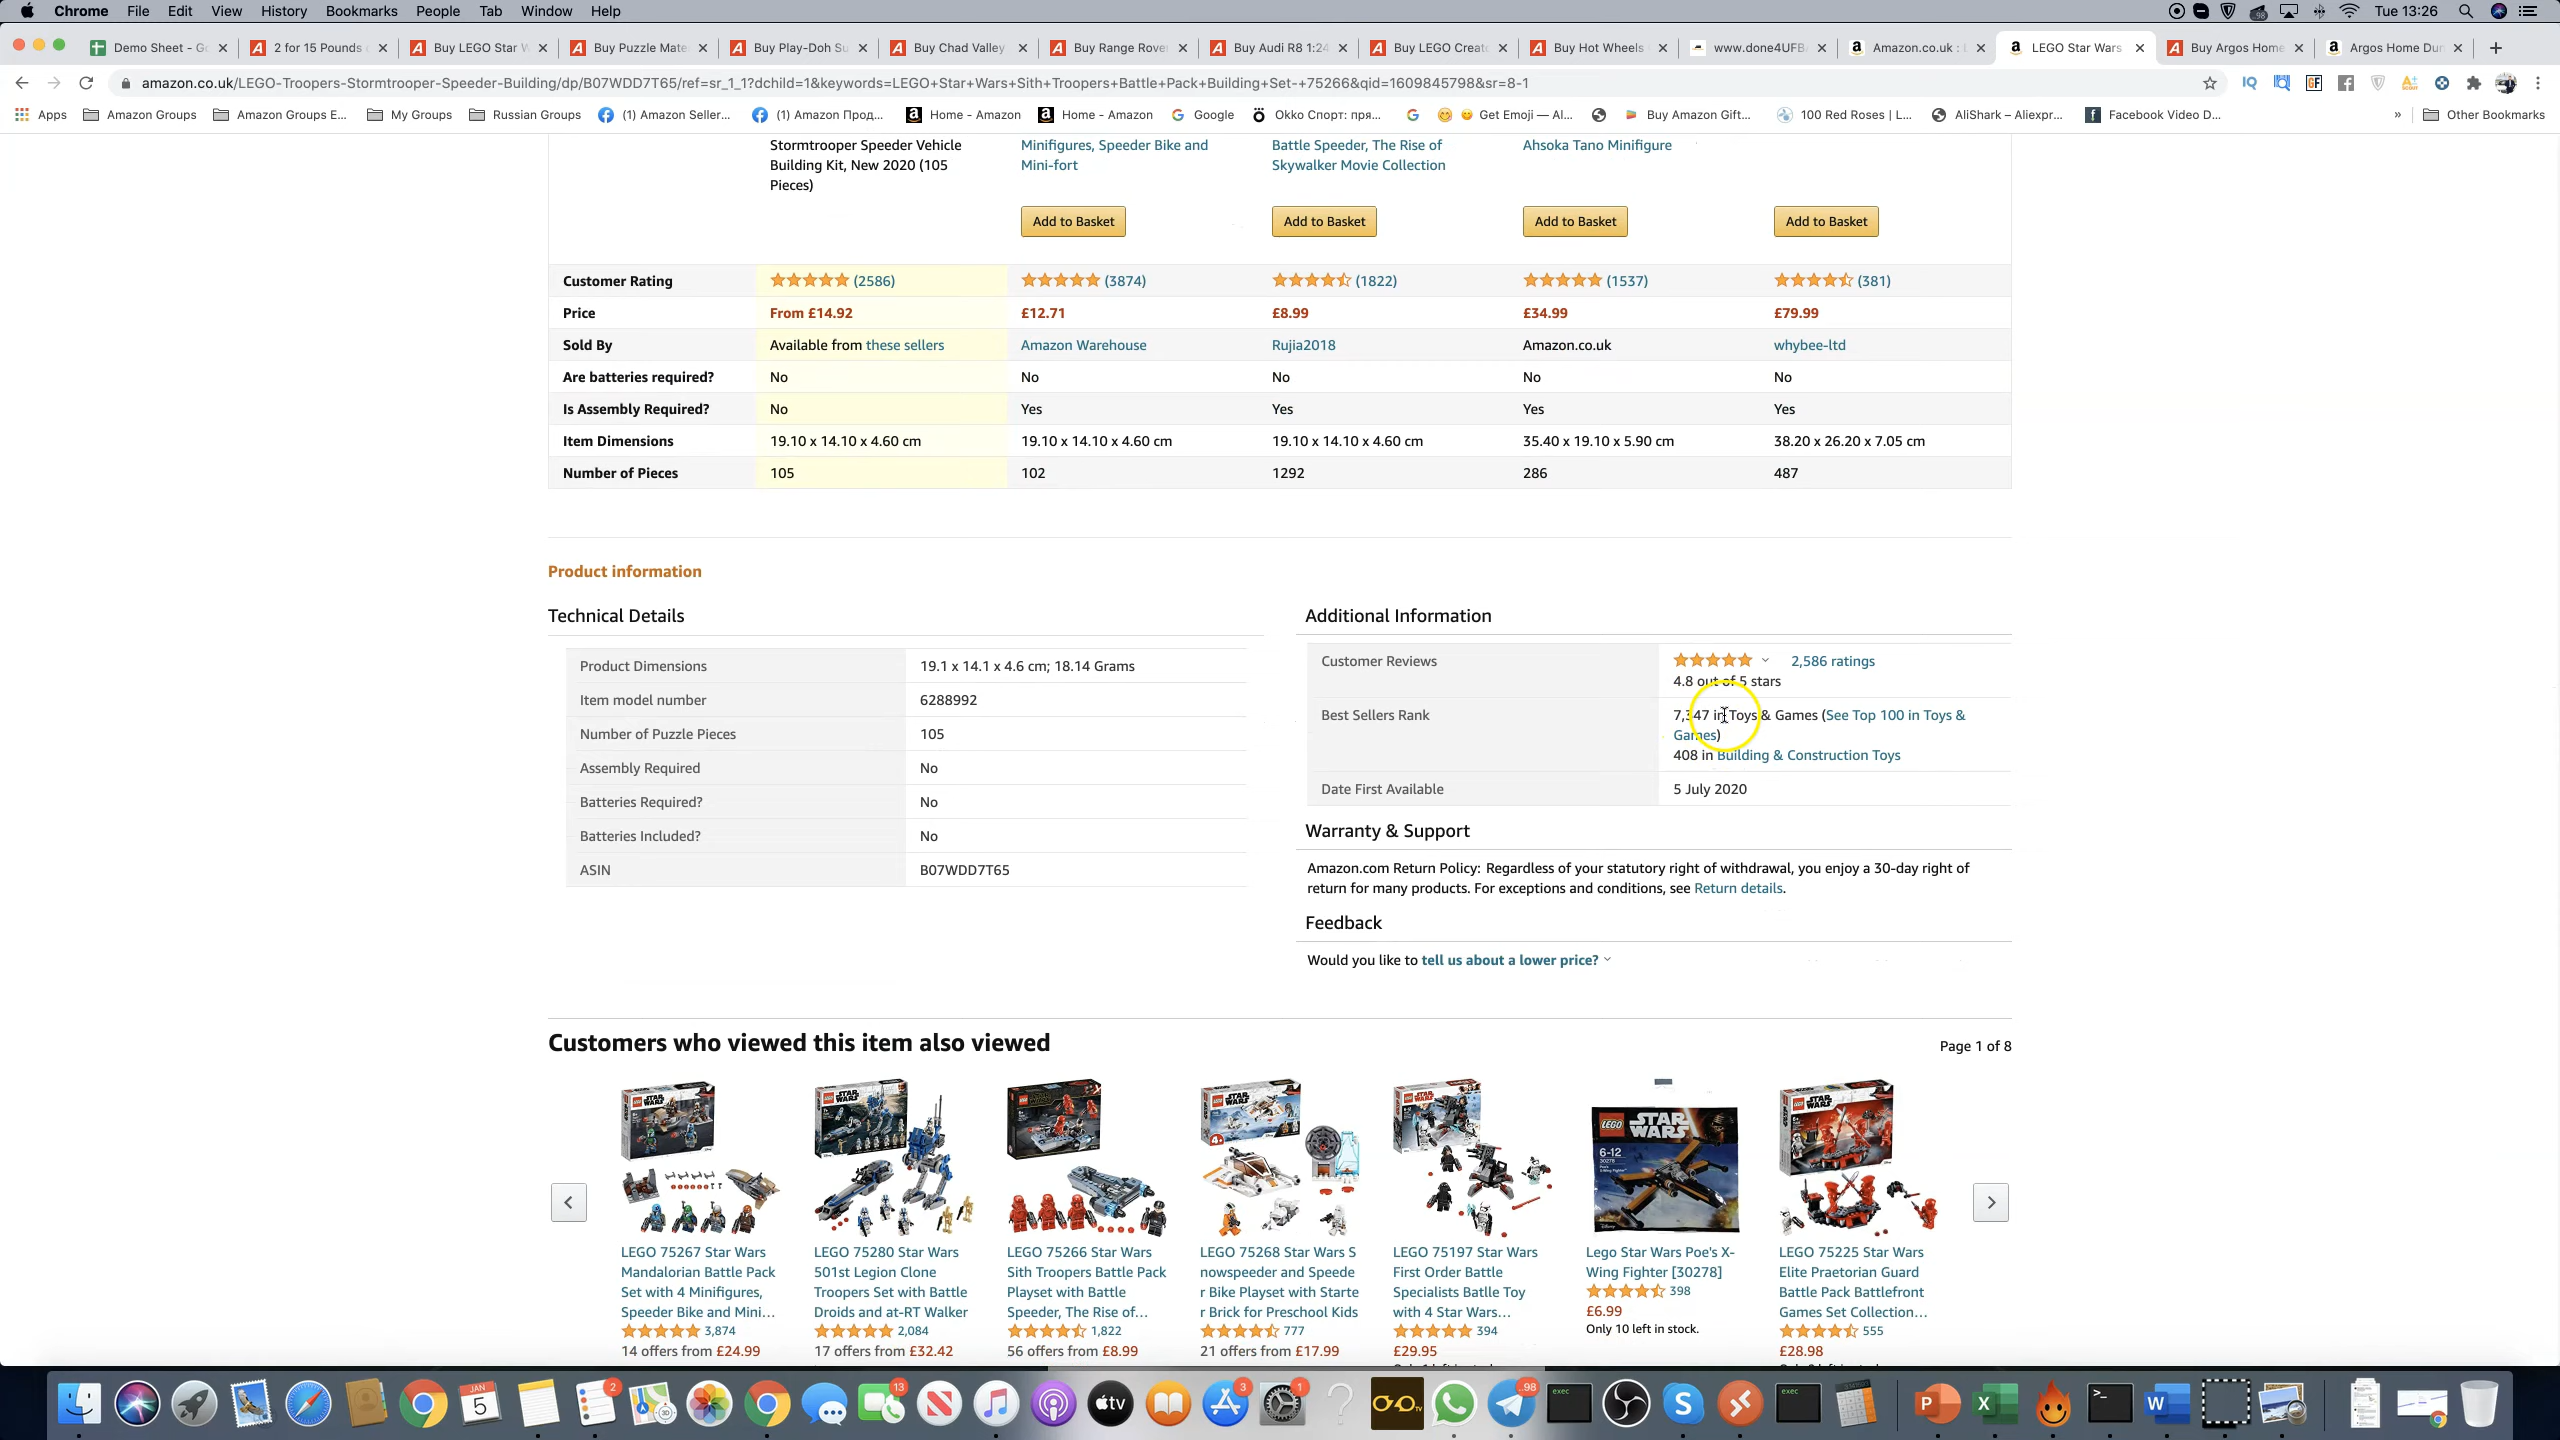 Chrome File Edit View History Bookmarks People Tab Window Help
Tue 13:26
Demo Sheet - Go
2 for 15 Pounds
Buy LEGO Star W
Buy Puzzle Mate
Buy Play-Doh Su
Buy Chad Valley
Buy Range Rove
Buy Audi R8 1:24
Buy LEGO Create
Buy Hot Wheels
www.done4UFB
Amazon.co.uk :
LEGO Star Wars
Buy Argos Home
Argos Home Dun
amazon.co.uk/LEGO-Troopers-Stormtrooper-Speeder-Building/dp/B07WDD7T65/ref=sr_1_1?dchild=1&keywords=LEGO+Star+Wars+Sith+Troopers+Battle+Pack+Building+Set-+75266&qid=1609845798&sr=8-1
Apps
Amazon Groups
Amazon Groups E...
My Groups
Russian Groups
(1) Amazon Seller...
(1) Amazon Прод...
Home - Amazon
Home - Amazon
Google
Okko Спорт: пря...
Get Emoji — Al...
Buy Amazon Gift...
100 Red Roses | L...
AliShark – Aliexpr...
Facebook Video D...
»
Other Bookmarks
Stormtrooper Speeder Vehicle
Building Kit, New 2020 (105
Pieces)
Minifigures, Speeder Bike and
Mini-fort
Battle Speeder, The Rise of
Skywalker Movie Collection
Ahsoka Tano Minifigure
Add to Basket Add to Basket Add to Basket Add to Basket
Customer Rating (2586) (3874) (1822) (1537) (381)
Price From £14.92 £12.71 £8.99 £34.99 £79.99
Sold By Available from these sellers Amazon Warehouse Rujia2018 Amazon.co.uk whybee-ltd
Are batteries required? No No No No No
Is Assembly Required? No Yes Yes Yes Yes
Item Dimensions 19.10 x 14.10 x 4.60 cm 19.10 x 14.10 x 4.60 cm 19.10 x 14.10 x 4.60 cm 35.40 x 19.10 x 5.90 cm 38.20 x 26.20 x 7.05 cm
Number of Pieces 105 102 1292 286 487
Product information
Technical Details
Product Dimensions 19.1 x 14.1 x 4.6 cm; 18.14 Grams
Item model number 6288992
Number of Puzzle Pieces 105
Assembly Required No
Batteries Required? No
Batteries Included? No
ASIN B07WDD7T65
Additional Information
Customer Reviews 2,586 ratings
4.8 out of 5 stars
Best Sellers Rank 7,347 in Toys & Games (See Top 100 in Toys &
Games)
408 in Building & Construction Toys
Date First Available 5 July 2020
Warranty & Support
Amazon.com Return Policy: Regardless of your statutory right of withdrawal, you enjoy a 30-day right of
return for many products. For exceptions and conditions, see Return details.
Feedback
Would you like to tell us about a lower price?
Customers who viewed this item also viewed
Page 1 of 8
LEGO 75267 Star Wars
Mandalorian Battle Pack
Set with 4 Minifigures,
Speeder Bike and Mini...
3,874
14 offers from £24.99
LEGO 75280 Star Wars
501st Legion Clone
Troopers Set with Battle
Droids and at-RT Walker
2,084
17 offers from £32.42
LEGO 75266 Star Wars
Sith Troopers Battle Pack
Playset with Battle
Speeder, The Rise of...
1,822
56 offers from £8.99
LEGO 75268 Star Wars S
nowspeeder and Speede
r Bike Playset with Starte
r Brick for Preschool Kids
777
21 offers from £17.99
LEGO 75197 Star Wars
First Order Battle
Specialists Batlle Toy
with 4 Star Wars...
394
£29.95
Lego Star Wars Poe's X-
Wing Fighter [30278]
398
£6.99
Only 10 left in stock.
LEGO 75225 Star Wars
Elite Praetorian Guard
Battle Pack Battlefront
Games Set Collection...
555
£28.98